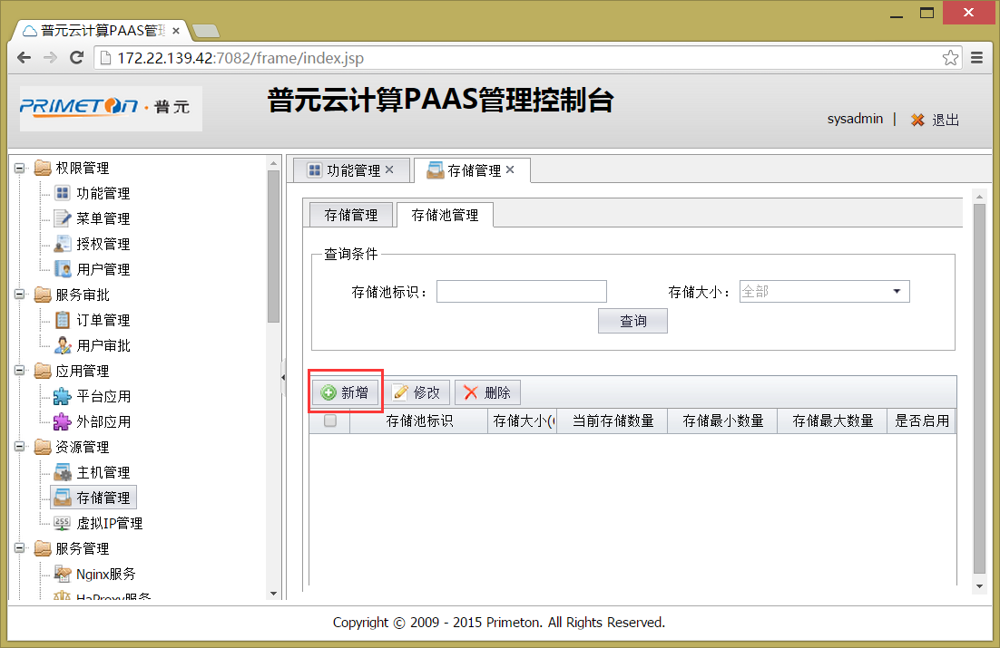 普元云计算PAAS管理
172.22.139.42:7082/frame/index.jsp
PRIMETON·普元
普元云计算PAAS管理控制台
sysadmin | 退出
权限管理
功能管理
菜单管理
授权管理
用户管理
服务审批
订单管理
用户审批
应用管理
平台应用
外部应用
资源管理
主机管理
存储管理
255 虚拟IP管理
服务管理
Nginx服务
HaProxy服务
功能管理 存储管理
存储管理 存储池管理
查询条件
存储池标识： 存储大小： 全部
查询
新增 修改 删除
存储池标识 存储大小( 当前存储数量 存储最小数量 存储最大数量 是否启用
Copyright © 2009 - 2015 Primeton. All Rights Reserved.